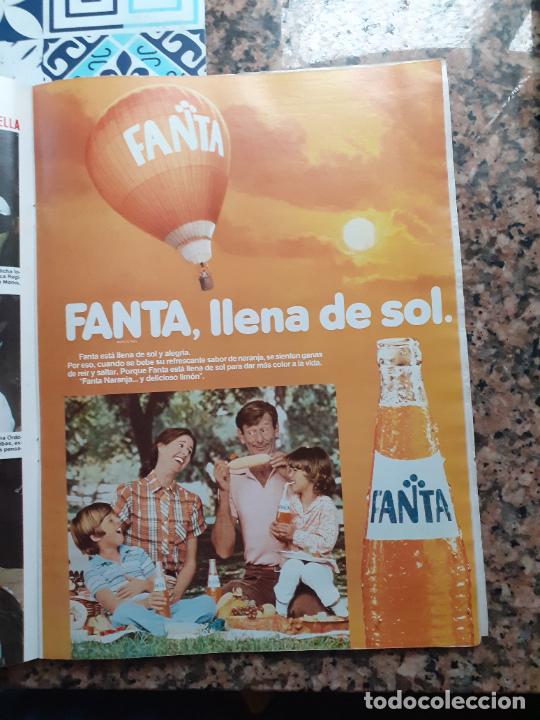 ELLA
FANTA
FANTA, llena de sol.
Fanta está llena de sol y alegría.
Por eso, cuando se bebe su refrescante sabor de naranja, se sienten ganas
de reír y saltar. Porque Fanta está llena de sol para dar más color a la vida.
"Fanta Naranja... y delicioso limón".
FANTA
todocoleccion.net